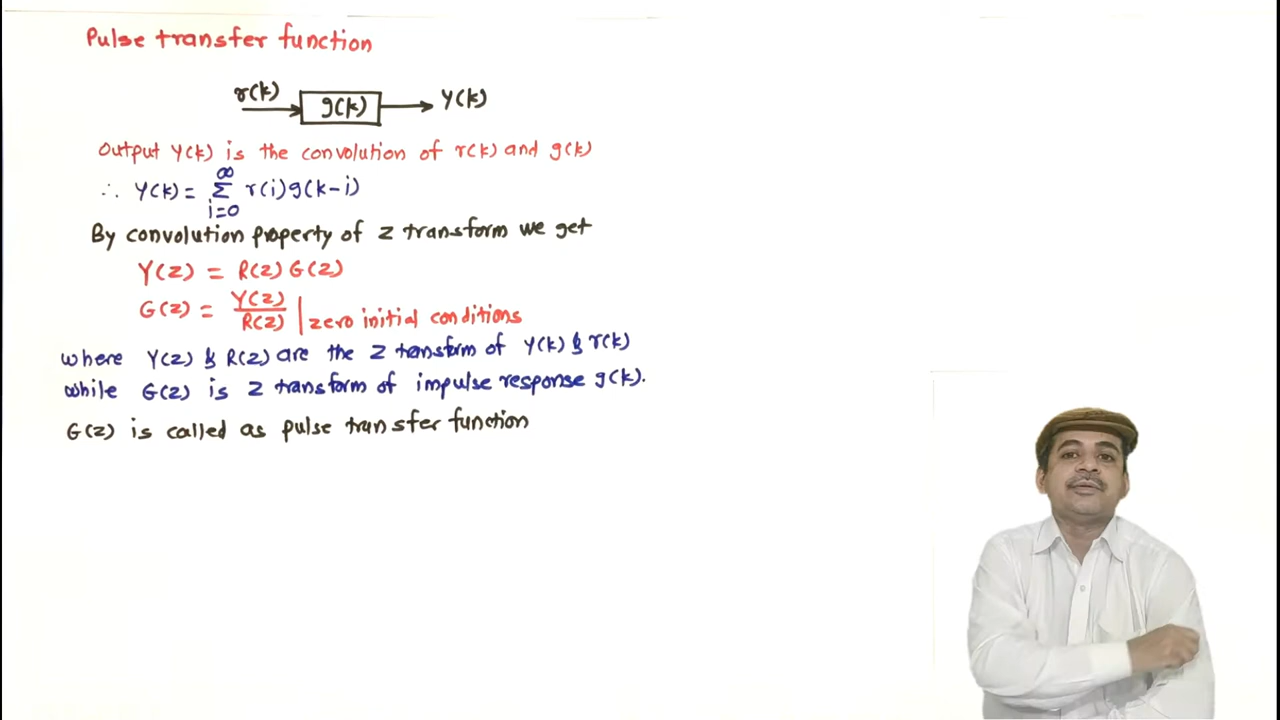 Pulse transfer function
r(k) g(k) y(k)
Output y(k) is the convolution of r(k) and g(k)
∴ y(k) = ∞ Σ i=0 r(i)g(k-i)
By convolution property of z transform we get
Y(z) = R(z) G(z)
G(z) = Y(z)/R(z) | zero initial conditions
where Y(z) & R(z) are the z transform of y(k) & r(k)
while G(z) is z transform of impulse response g(k).
G(z) is called as pulse transfer function